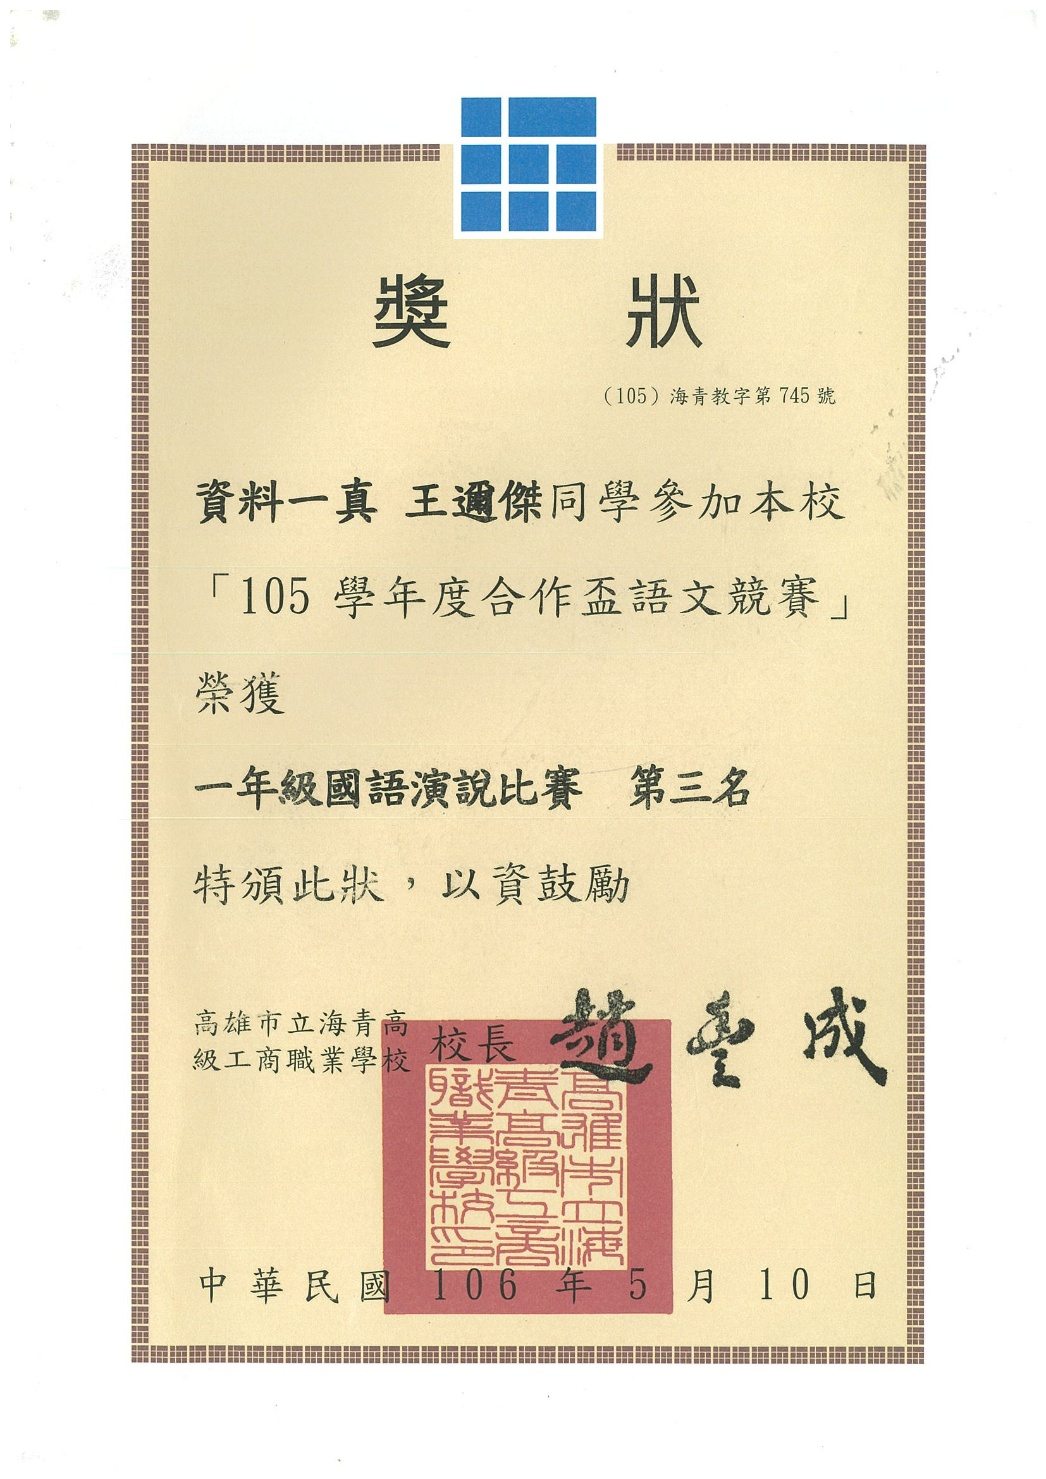 獎 狀
（105）海青教字第 745 號
資料一真 王邇傑同學參加本校
「105 學年度合作盃語文競賽」
榮獲
一年級國語演說比賽 第三名
特頒此狀，以資鼓勵
高雄市立海青高
級工商職業學校
校長 趙豐成
高雄市立海
青高級工商
職業學校印
中華民國 106 年 5 月 10 日